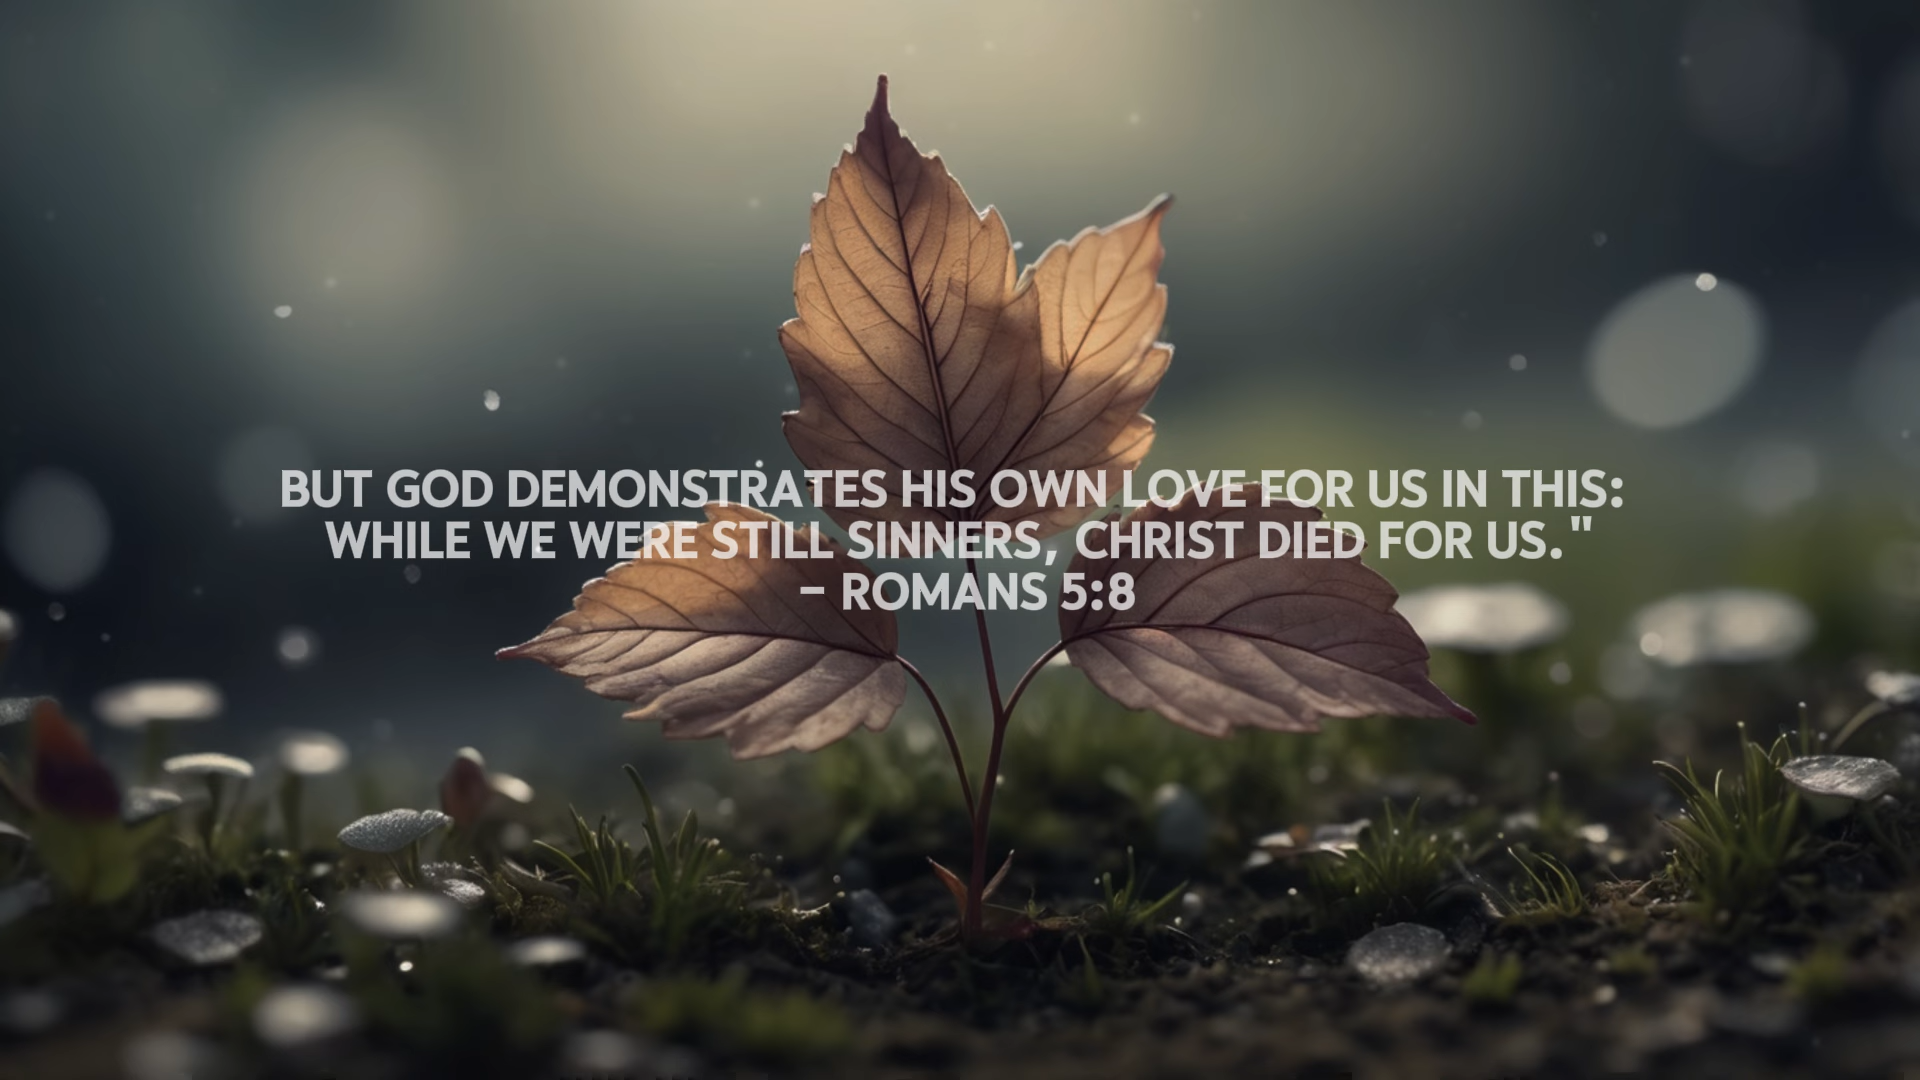 BUT GOD DEMONSTRATES HIS OWN LOVE FOR US IN THIS:
WHILE WE WERE STILL SINNERS, CHRIST DIED FOR US."
– ROMANS 5:8